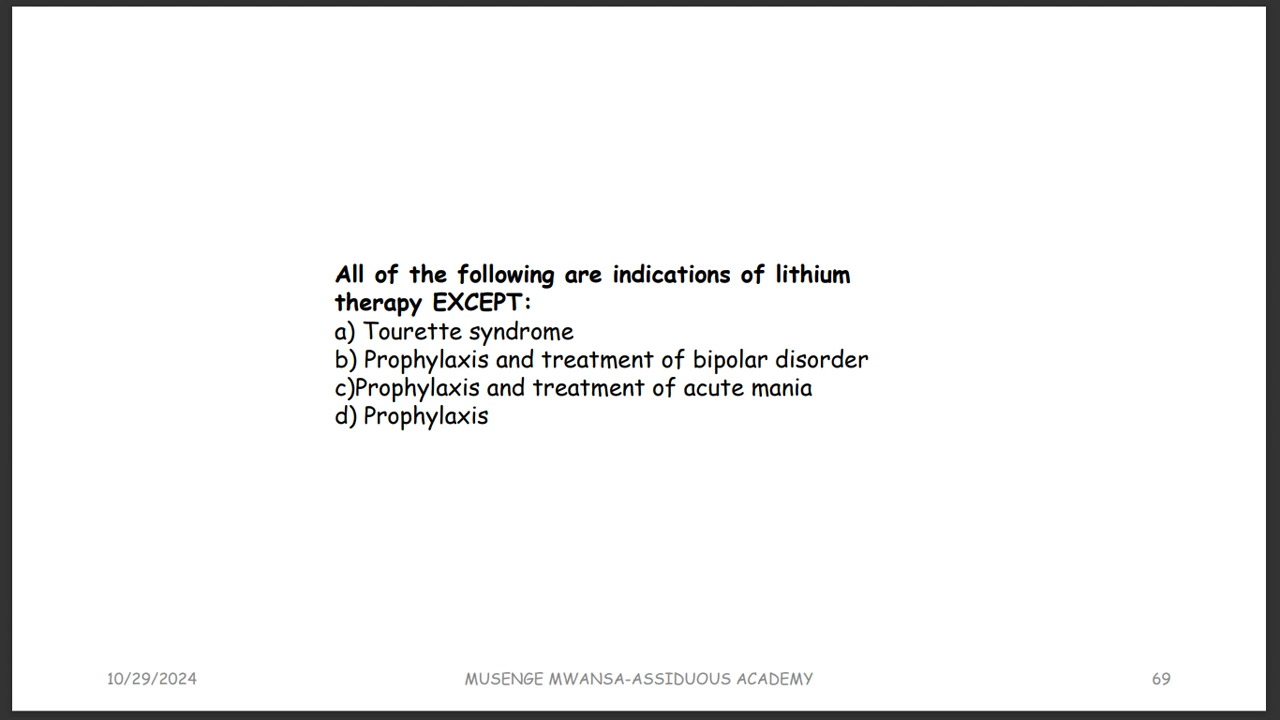 All of the following are indications of lithium
therapy EXCEPT:
a) Tourette syndrome
b) Prophylaxis and treatment of bipolar disorder
c)Prophylaxis and treatment of acute mania
d) Prophylaxis
10/29/2024
MUSENGE MWANSA-ASSIDUOUS ACADEMY
69